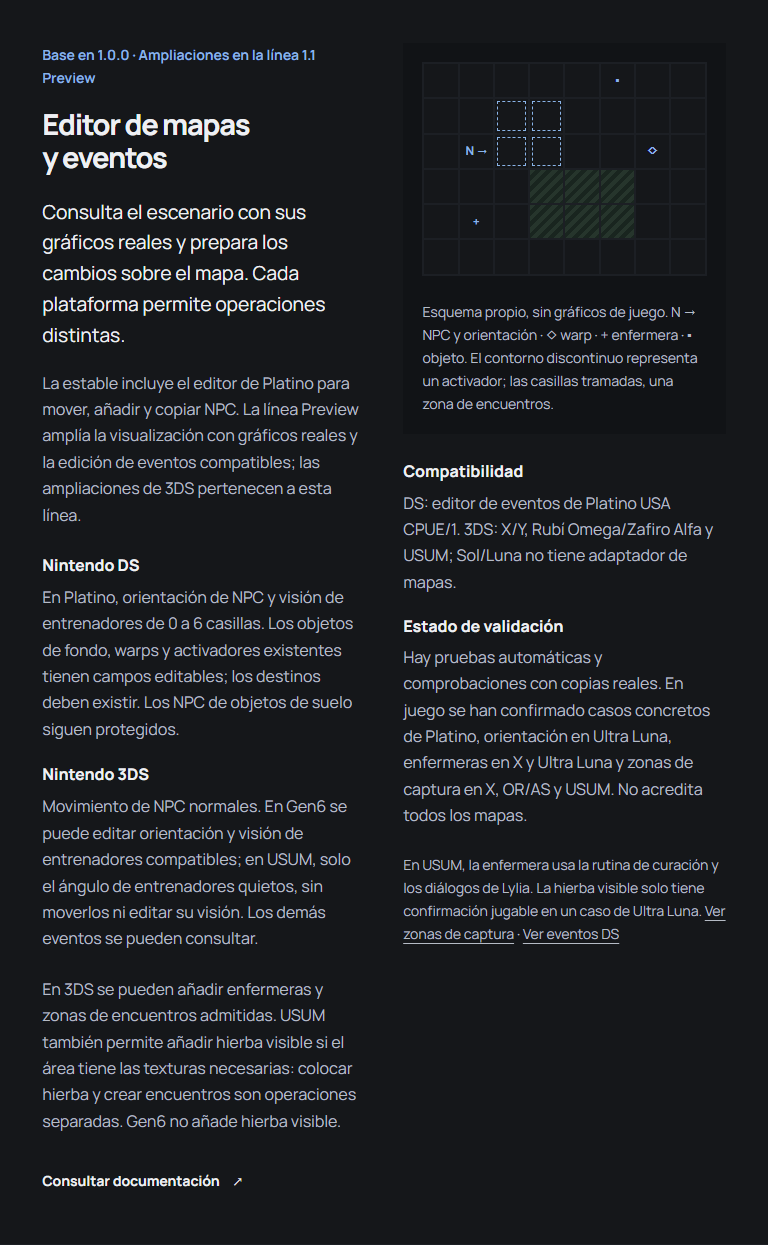 Base en 1.0.0 · Ampliaciones en la línea 1.1
Preview
Editor de mapas
y eventos
Consulta el escenario con sus
gráficos reales y prepara los
cambios sobre el mapa. Cada
plataforma permite operaciones
distintas.
La estable incluye el editor de Platino para
mover, añadir y copiar NPC. La línea Preview
amplía la visualización con gráficos reales y
la edición de eventos compatibles; las
ampliaciones de 3DS pertenecen a esta
línea.
Nintendo DS
En Platino, orientación de NPC y visión de
entrenadores de 0 a 6 casillas. Los objetos
de fondo, warps y activadores existentes
tienen campos editables; los destinos
deben existir. Los NPC de objetos de suelo
siguen protegidos.
Nintendo 3DS
Movimiento de NPC normales. En Gen6 se
puede editar orientación y visión de
entrenadores compatibles; en USUM, solo
el ángulo de entrenadores quietos, sin
moverlos ni editar su visión. Los demás
eventos se pueden consultar.
En 3DS se pueden añadir enfermeras y
zonas de encuentros admitidas. USUM
también permite añadir hierba visible si el
área tiene las texturas necesarias: colocar
hierba y crear encuentros son operaciones
separadas. Gen6 no añade hierba visible.
Consultar documentación ↗
▪
N → ◇
+
Esquema propio, sin gráficos de juego. N →
NPC y orientación · ◇ warp · + enfermera · ▪
objeto. El contorno discontinuo representa
un activador; las casillas tramadas, una
zona de encuentros.
Compatibilidad
DS: editor de eventos de Platino USA
CPUE/1. 3DS: X/Y, Rubí Omega/Zafiro Alfa y
USUM; Sol/Luna no tiene adaptador de
mapas.
Estado de validación
Hay pruebas automáticas y
comprobaciones con copias reales. En
juego se han confirmado casos concretos
de Platino, orientación en Ultra Luna,
enfermeras en X y Ultra Luna y zonas de
captura en X, OR/AS y USUM. No acredita
todos los mapas.
En USUM, la enfermera usa la rutina de curación y
los diálogos de Lylia. La hierba visible solo tiene
confirmación jugable en un caso de Ultra Luna. Ver
zonas de captura · Ver eventos DS